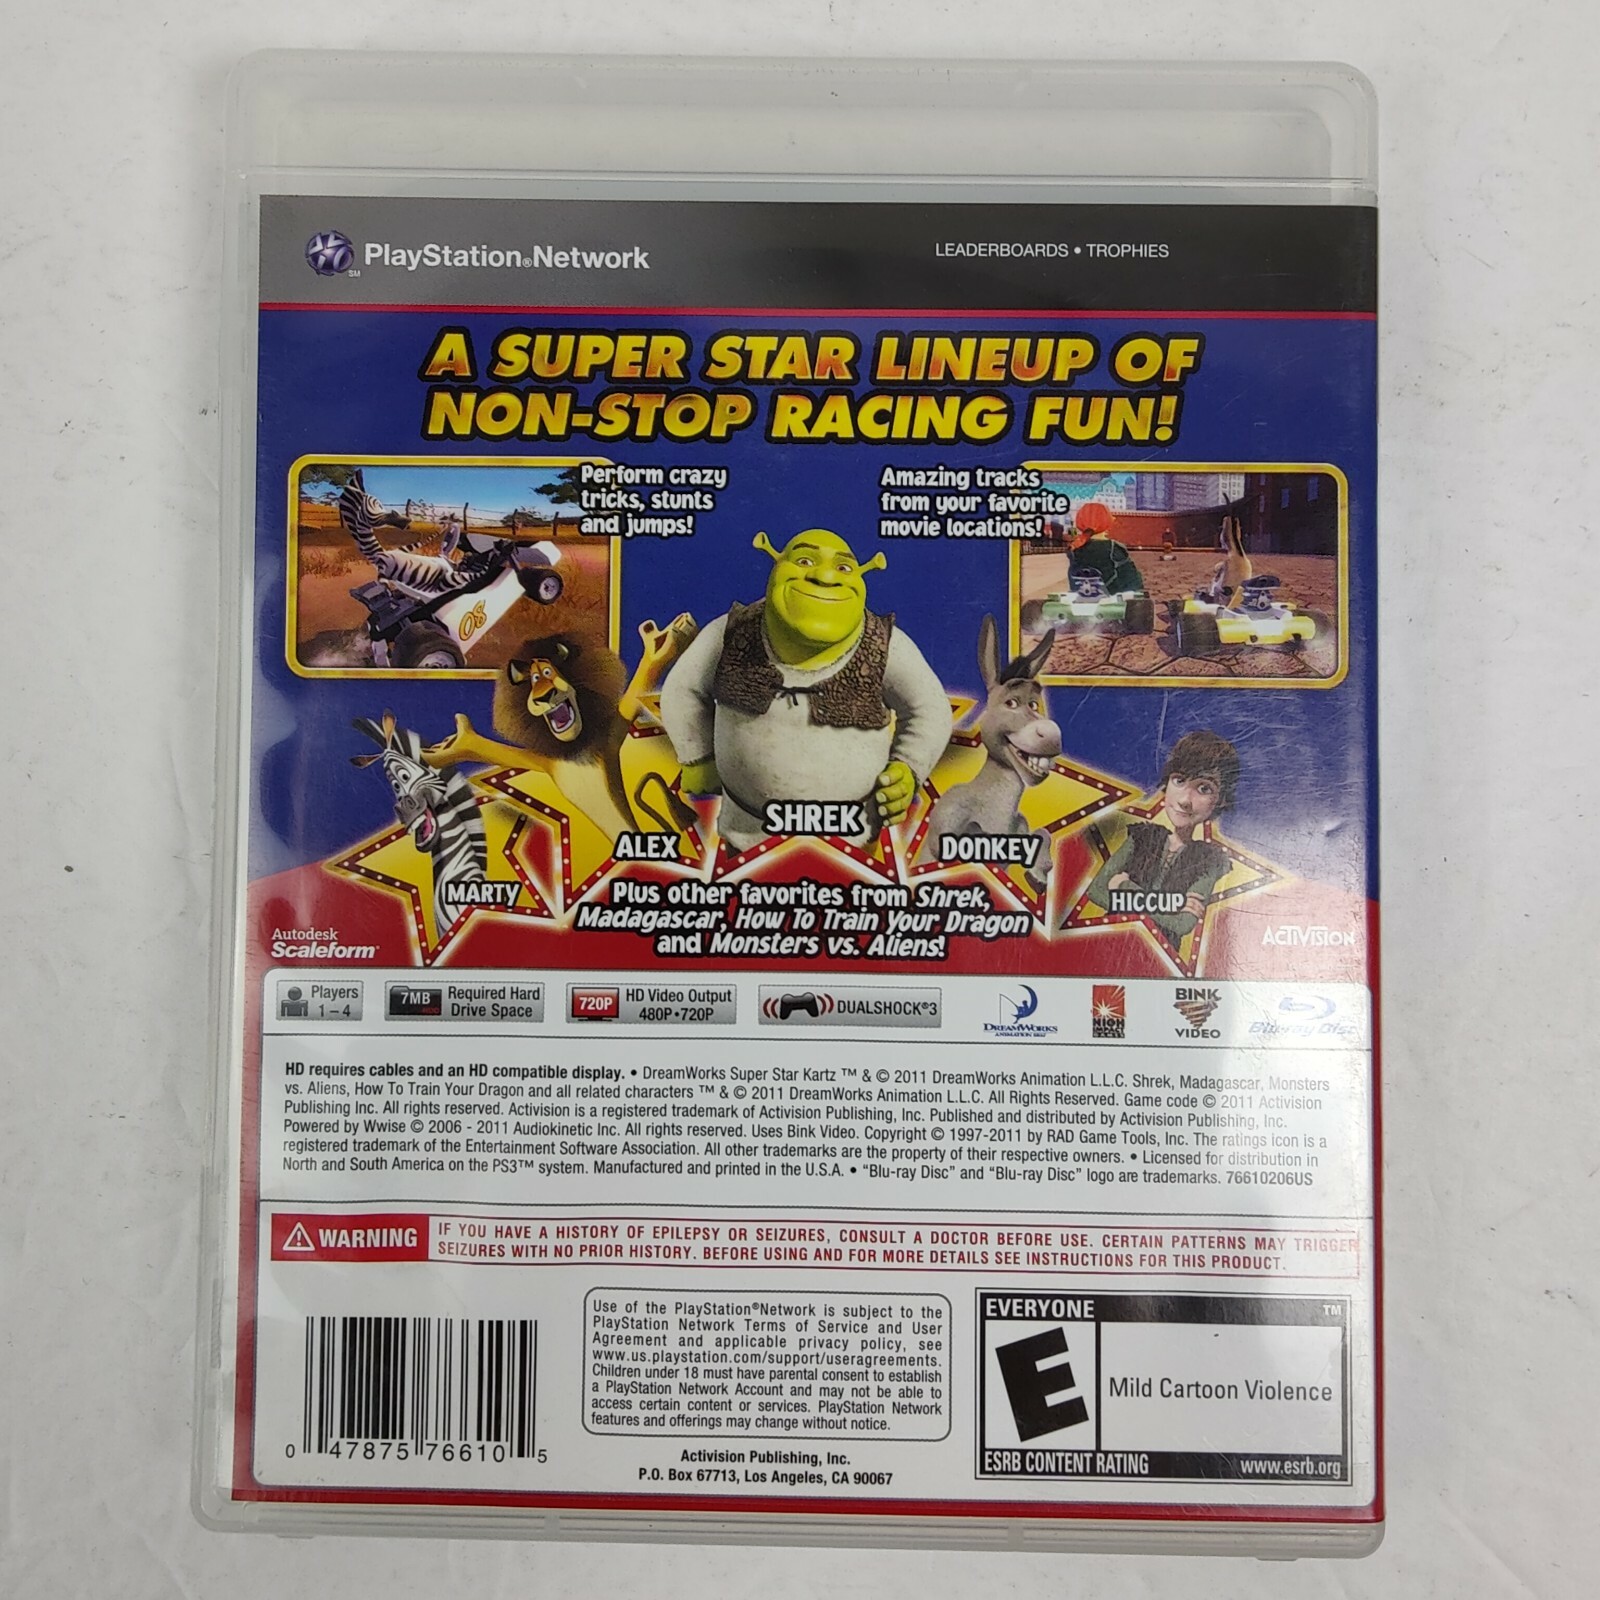 PlayStation®Network
SM
LEADERBOARDS • TROPHIES
A SUPER STAR LINEUP OF
NON-STOP RACING FUN!
Perform crazy
tricks, stunts
and jumps!
Amazing tracks
from your favorite
movie locations!
08
SHREK
ALEX
DONKEY
MARTY
HICCUP
Plus other favorites from Shrek,
Madagascar, How To Train Your Dragon
and Monsters vs. Aliens!
Autodesk
Scaleform®
ACTIVISION
Players
1 – 4
7MB
Required Hard
Drive Space
720P
HD Video Output
480P•720P
DUALSHOCK®3
DREAMWORKS
ANIMATION SKG
HIGH
IMPACT
GAMES
BINK
VIDEO
Blu-ray Disc
HD requires cables and an HD compatible display. • DreamWorks Super Star Kartz ™ & © 2011 DreamWorks Animation L.L.C. Shrek, Madagascar, Monsters
vs. Aliens, How To Train Your Dragon and all related characters ™ & © 2011 DreamWorks Animation L.L.C. All Rights Reserved. Game code © 2011 Activision
Publishing Inc. All rights reserved. Activision is a registered trademark of Activision Publishing, Inc. Published and distributed by Activision Publishing, Inc.
Powered by Wwise © 2006 - 2011 Audiokinetic Inc. All rights reserved. Uses Bink Video. Copyright © 1997-2011 by RAD Game Tools, Inc. The ratings icon is a
registered trademark of the Entertainment Software Association. All other trademarks are the property of their respective owners. • Licensed for distribution in
North and South America on the PS3™ system. Manufactured and printed in the U.S.A. • “Blu-ray Disc” and “Blu-ray Disc” logo are trademarks. 76610206US
WARNING
IF YOU HAVE A HISTORY OF EPILEPSY OR SEIZURES, CONSULT A DOCTOR BEFORE USE. CERTAIN PATTERNS MAY TRIGGER
SEIZURES WITH NO PRIOR HISTORY. BEFORE USING AND FOR MORE DETAILS SEE INSTRUCTIONS FOR THIS PRODUCT.
0 47875 76610 5
Use of the PlayStation®Network is subject to the
PlayStation Network Terms of Service and User
Agreement and applicable privacy policy, see
www.us.playstation.com/support/useragreements.
Children under 18 must have parental consent to establish
a PlayStation Network Account and may not be able to
access certain content or services. PlayStation Network
features and offerings may change without notice.
Activision Publishing, Inc.
P.O. Box 67713, Los Angeles, CA 90067
EVERYONE
TM
E
Mild Cartoon Violence
ESRB CONTENT RATING
www.esrb.org